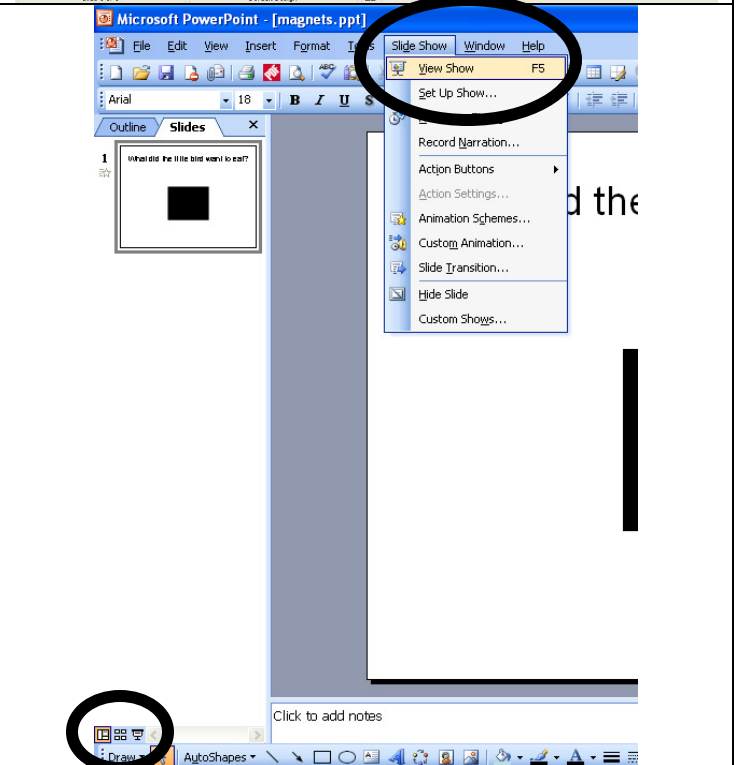 Microsoft PowerPoint - [magnets.ppt]
File Edit View Insert Format Slide Show Window Help
View Show F5
Arial 18 B I U S
Set Up Show...
Outline Slides ×
Record Narration...
1 What did the little bird want to eat?
Action Buttons
Action Settings...
d the
Animation Schemes...
Custom Animation...
Slide Transition...
Hide Slide
Custom Shows...
Click to add notes
Draw AutoShapes